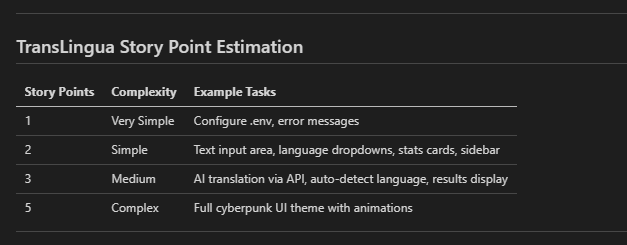 TransLingua Story Point Estimation
Story Points Complexity Example Tasks
1 Very Simple Configure .env, error messages
2 Simple Text input area, language dropdowns, stats cards, sidebar
3 Medium AI translation via API, auto-detect language, results display
5 Complex Full cyberpunk UI theme with animations